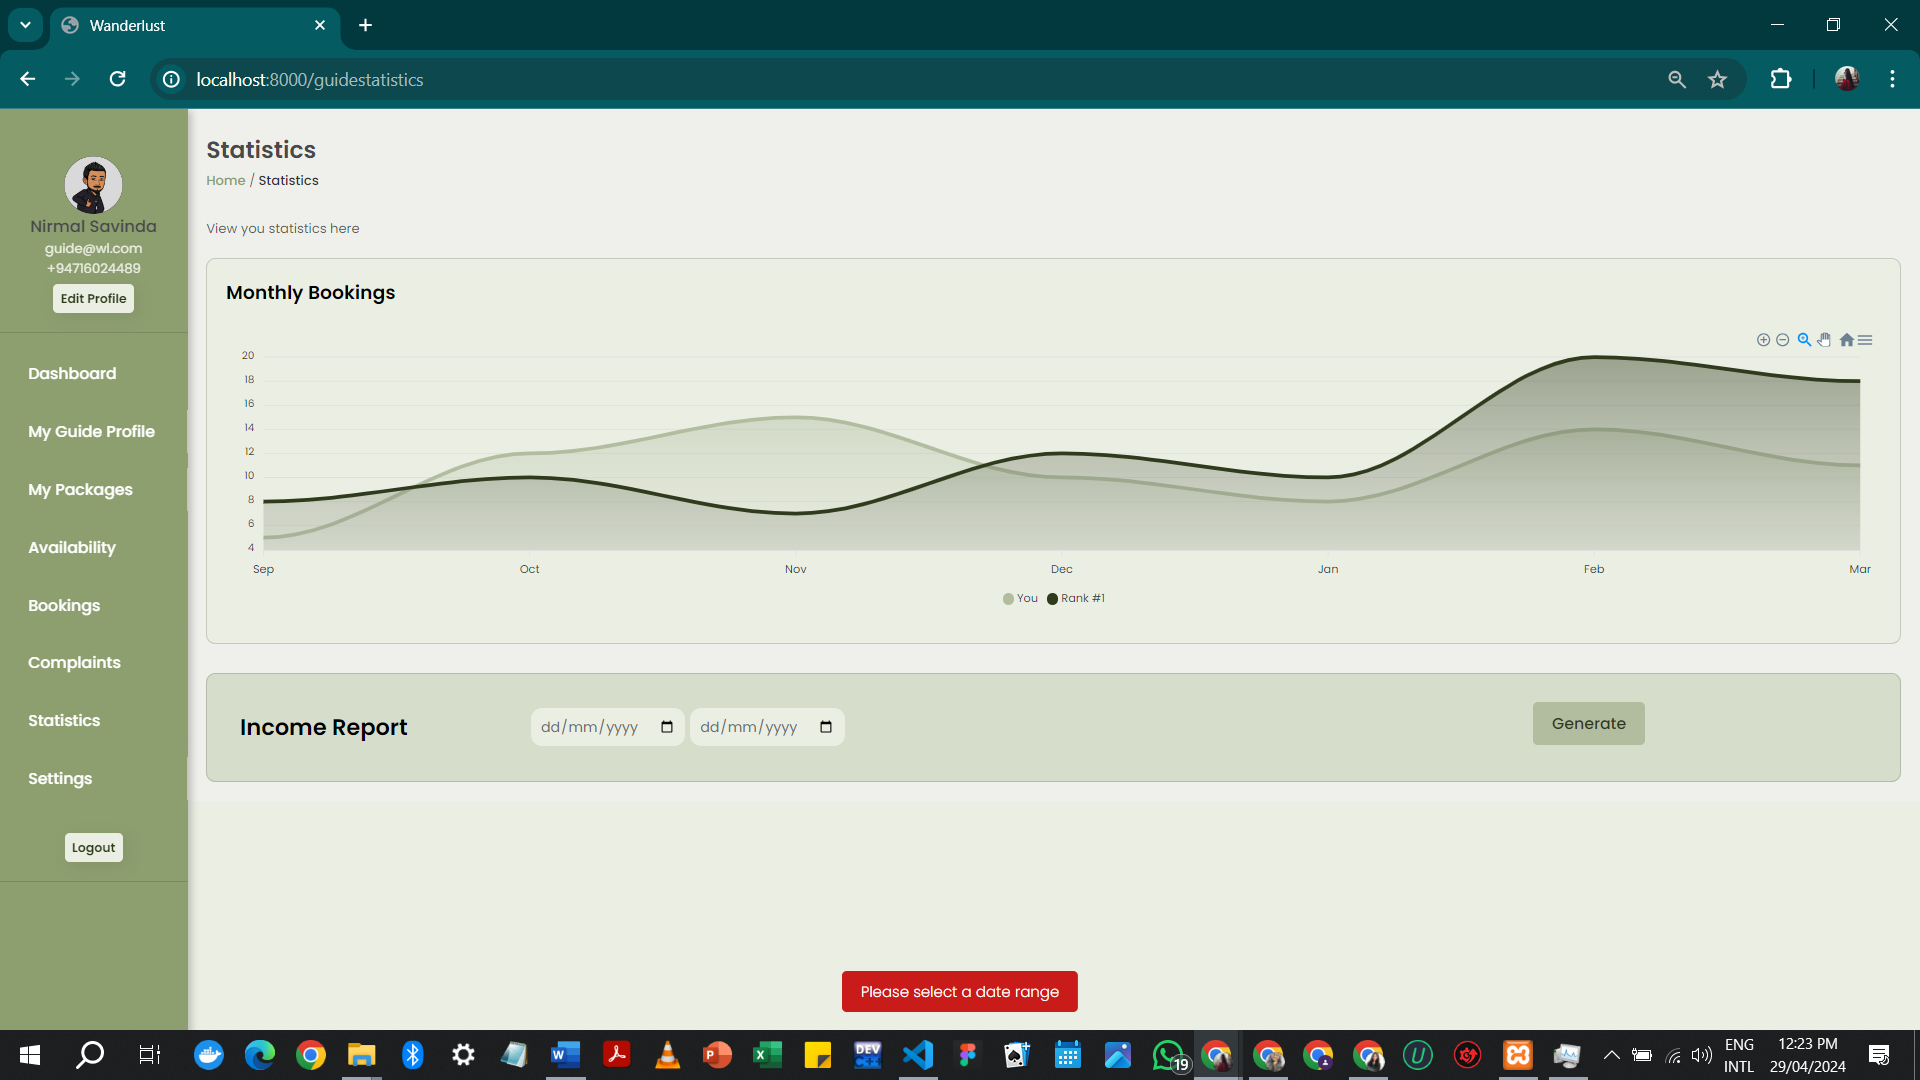 Wanderlust
localhost:8000/guidestatistics
Nirmal Savinda
guide@wl.com
+94716024489
Edit Profile
Dashboard
My Guide Profile
My Packages
Availability
Bookings
Complaints
Statistics
Settings
Logout
Statistics
Home / Statistics
View you statistics here
Monthly Bookings
20
18
16
14
12
10
8
6
4
Sep Oct Nov Dec Jan Feb Mar
You Rank #1
Income Report dd/mm/yyyy dd/mm/yyyy Generate
Please select a date range
DEV
C++
19
ENG
INTL
12:23 PM
29/04/2024